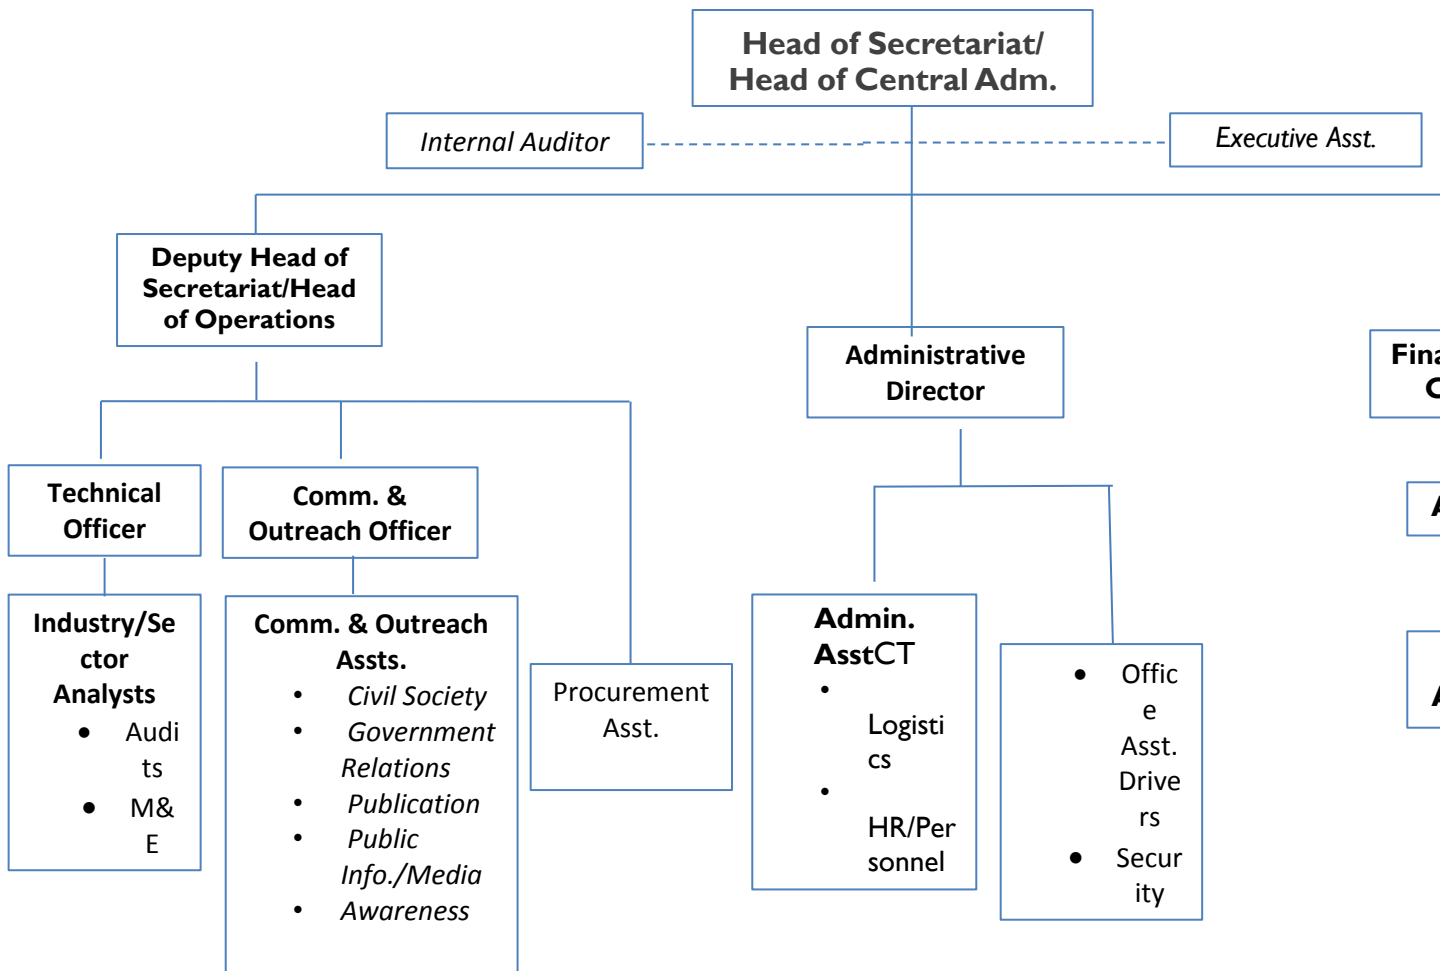 Head of Secretariat/
Head of Central Adm.
Internal Auditor
Executive Asst.
Deputy Head of
Secretariat/Head
of Operations
Administrative
Director
Technical
Officer
Comm. &
Outreach Officer
Industry/Se
ctor
Analysts
• Audi
ts
• M&
E
Comm. & Outreach
Assts.
• Civil Society
• Government
Relations
• Publication
• Public
Info./Media
• Awareness
Procurement
Asst.
Admin.
AsstCT
•
Logisti
cs
•
HR/Per
sonnel
• Offic
e
Asst.
Drive
rs
• Secur
ity